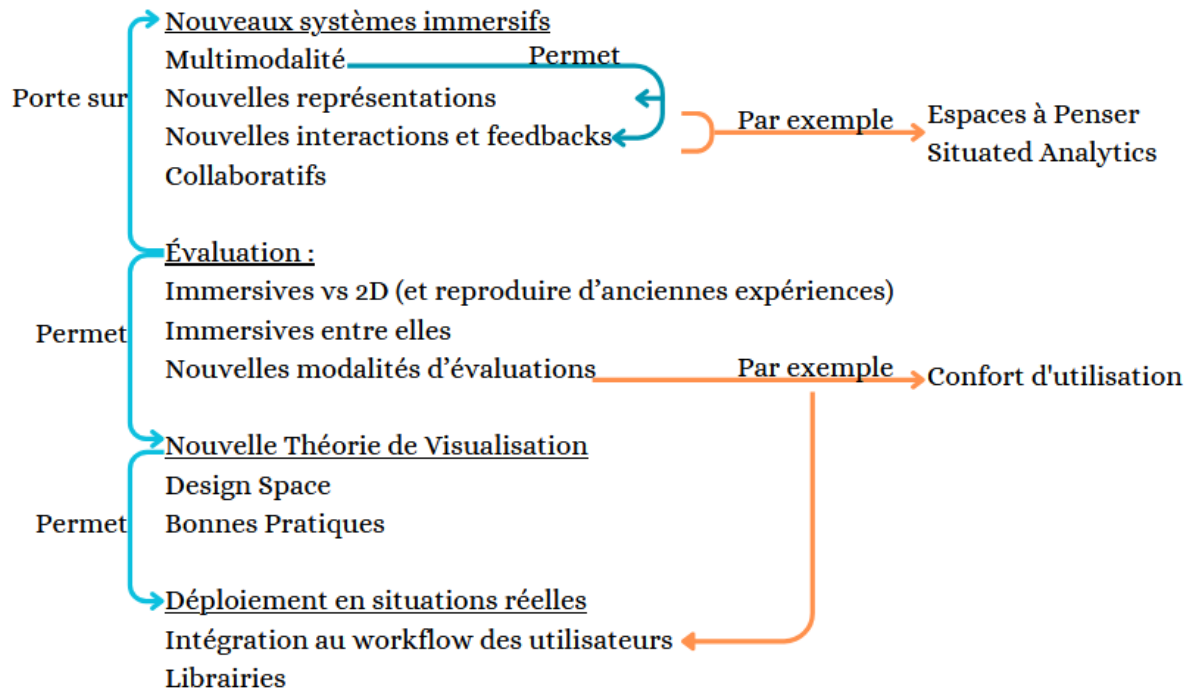 Nouveaux systèmes immersifs
Multimodalité
Permet
Porte sur
Nouvelles représentations
Nouvelles interactions et feedbacks
Collaboratifs
Par exemple
Espaces à Penser
Situated Analytics
Évaluation :
Immersives vs 2D (et reproduire d’anciennes expériences)
Permet
Immersives entre elles
Nouvelles modalités d’évaluations
Par exemple
Confort d'utilisation
Nouvelle Théorie de Visualisation
Design Space
Permet
Bonnes Pratiques
Déploiement en situations réelles
Intégration au workflow des utilisateurs
Librairies